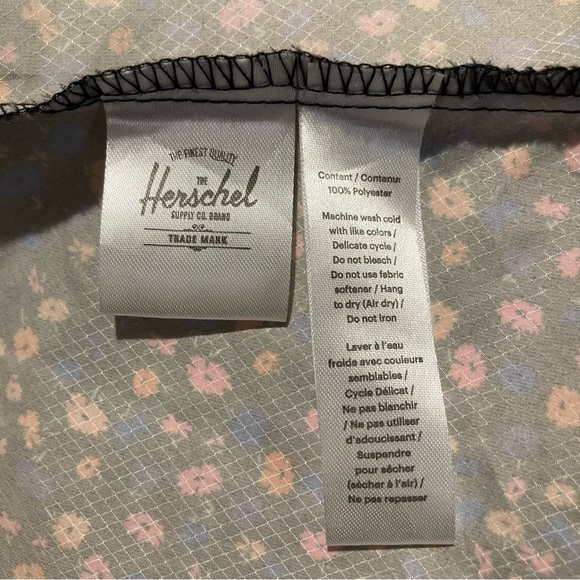 THE FINEST QUALITY
THE
Herschel
SUPPLY CO. BRAND
TRADE MARK
Content / Contenur
100% Polyester
Machine wash cold
with like colors /
Delicate cycle /
Do not bleach /
Do not use fabric
softener / Hang
to dry (Air dry) /
Do not Iron
Laver à l'eau
froide avec couleurs
semblables /
Cycle Délicat /
Ne pas blanchir
/ Ne pas utiliser
d'adoucissant /
Suspendre
pour sécher
(sécher à l'air) /
Ne pas repasser